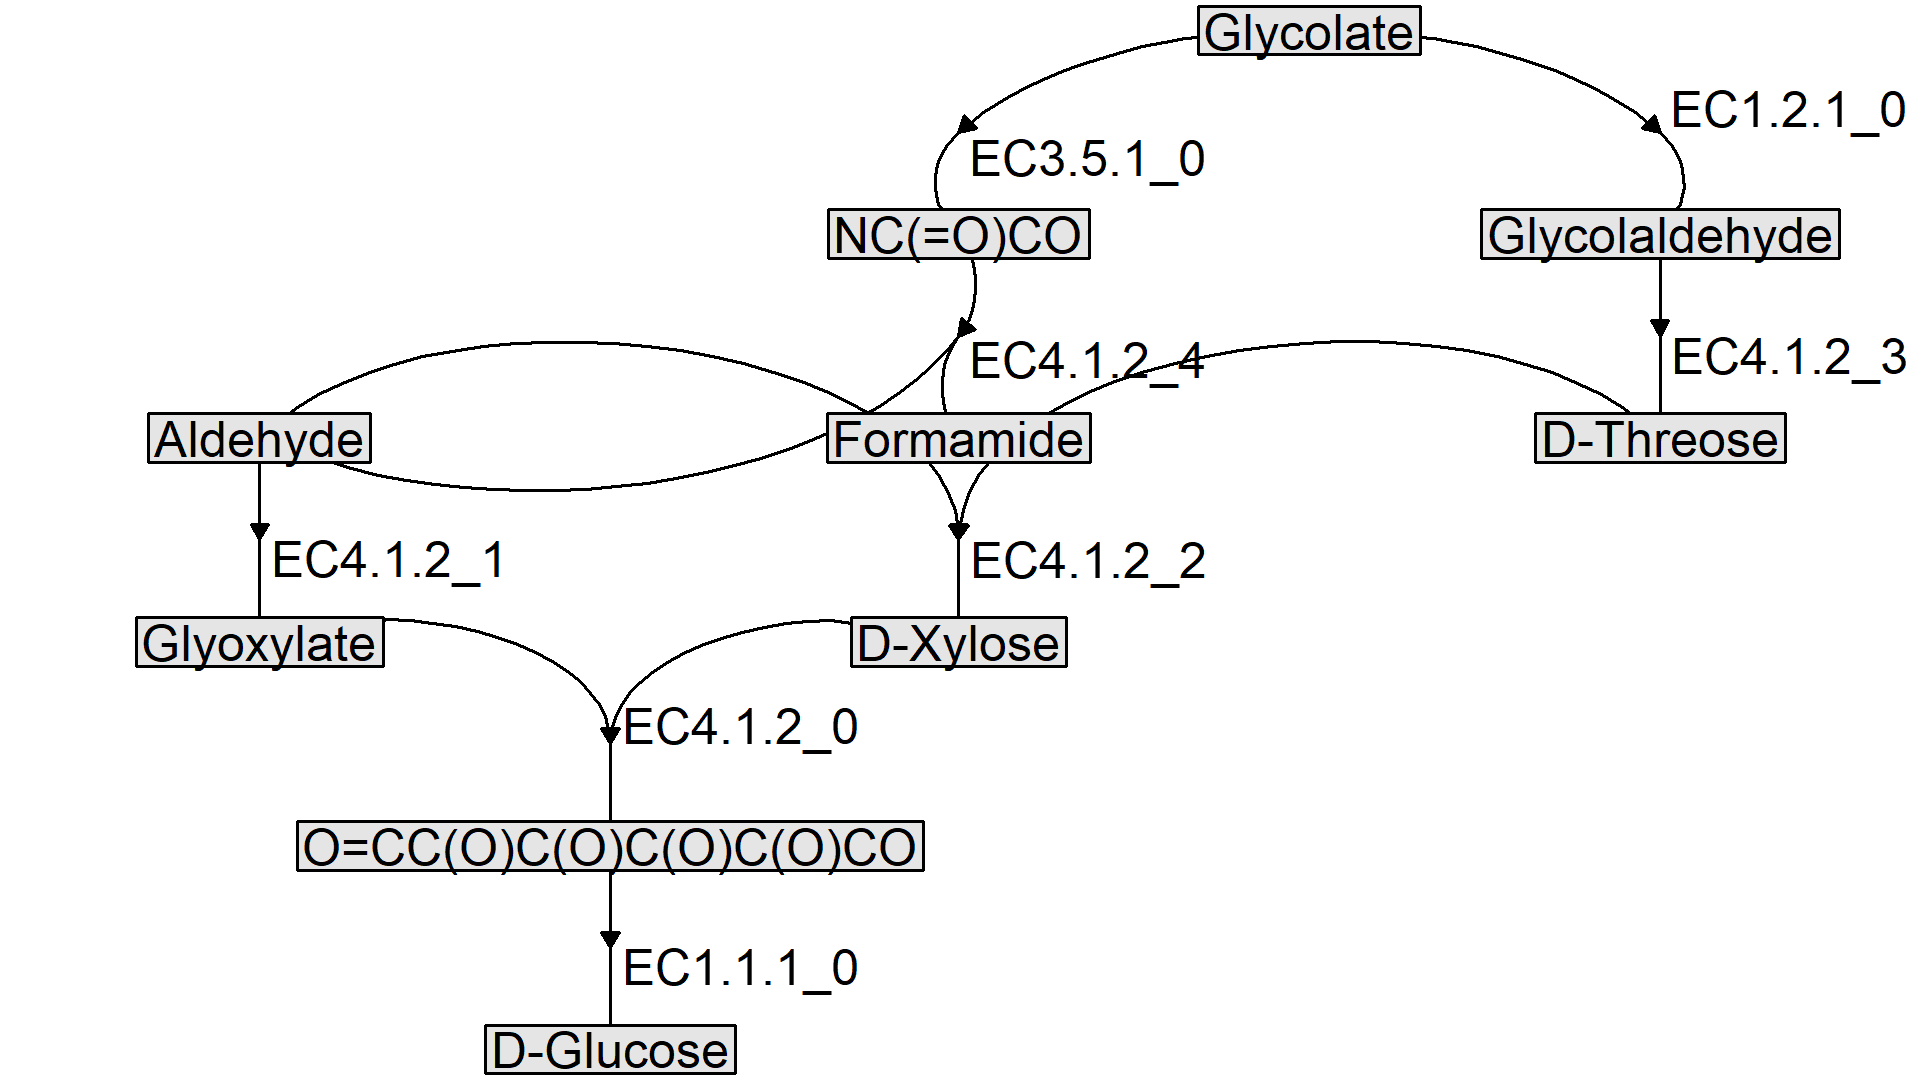 Glycolate
EC1.2.1_0
EC3.5.1_0
NC(=O)CO
Glycolaldehyde
EC4.1.2_4
EC4.1.2_3
Aldehyde
Formamide
D-Threose
EC4.1.2_1
EC4.1.2_2
Glyoxylate
D-Xylose
EC4.1.2_0
O=CC(O)C(O)C(O)C(O)CO
EC1.1.1_0
D-Glucose